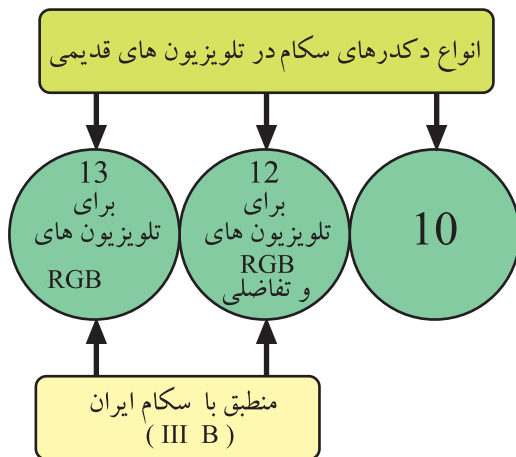 انواع دکدرهای سکام در تلویزیون های قدیمی
10
12
برای
تلویزیون های
RGB
و تفاضلی
13
برای
تلویزیون های
RGB
منطبق با سکام ایران
( III B )